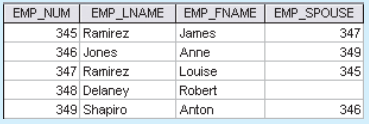 EMP_NUM EMP_LNAME EMP_FNAME EMP_SPOUSE
345 Ramirez James 347
346 Jones Anne 349
347 Ramirez Louise 345
348 Delaney Robert
349 Shapiro Anton 346